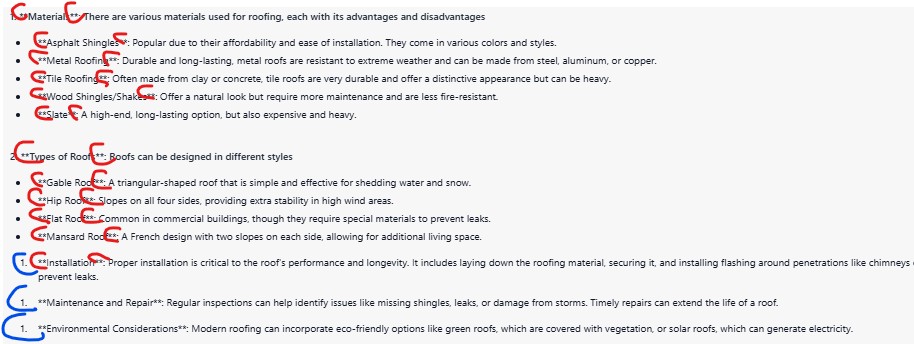 1. **Materials**: There are various materials used for roofing, each with its advantages and disadvantages
• **Asphalt Shingles**: Popular due to their affordability and ease of installation. They come in various colors and styles.
• **Metal Roofing**: Durable and long-lasting, metal roofs are resistant to extreme weather and can be made from steel, aluminum, or copper.
• **Tile Roofing**: Often made from clay or concrete, tile roofs are very durable and offer a distinctive appearance but can be heavy.
• **Wood Shingles/Shakes**: Offer a natural look but require more maintenance and are less fire-resistant.
• **Slate**: A high-end, long-lasting option, but also expensive and heavy.
2. **Types of Roofs**: Roofs can be designed in different styles
• **Gable Roof**: A triangular-shaped roof that is simple and effective for shedding water and snow.
• **Hip Roof**: Slopes on all four sides, providing extra stability in high wind areas.
• **Flat Roof**: Common in commercial buildings, though they require special materials to prevent leaks.
• **Mansard Roof**: A French design with two slopes on each side, allowing for additional living space.
1. **Installation**: Proper installation is critical to the roof's performance and longevity. It includes laying down the roofing material, securing it, and installing flashing around penetrations like chimneys
prevent leaks.
1. **Maintenance and Repair**: Regular inspections can help identify issues like missing shingles, leaks, or damage from storms. Timely repairs can extend the life of a roof.
1. **Environmental Considerations**: Modern roofing can incorporate eco-friendly options like green roofs, which are covered with vegetation, or solar roofs, which can generate electricity.